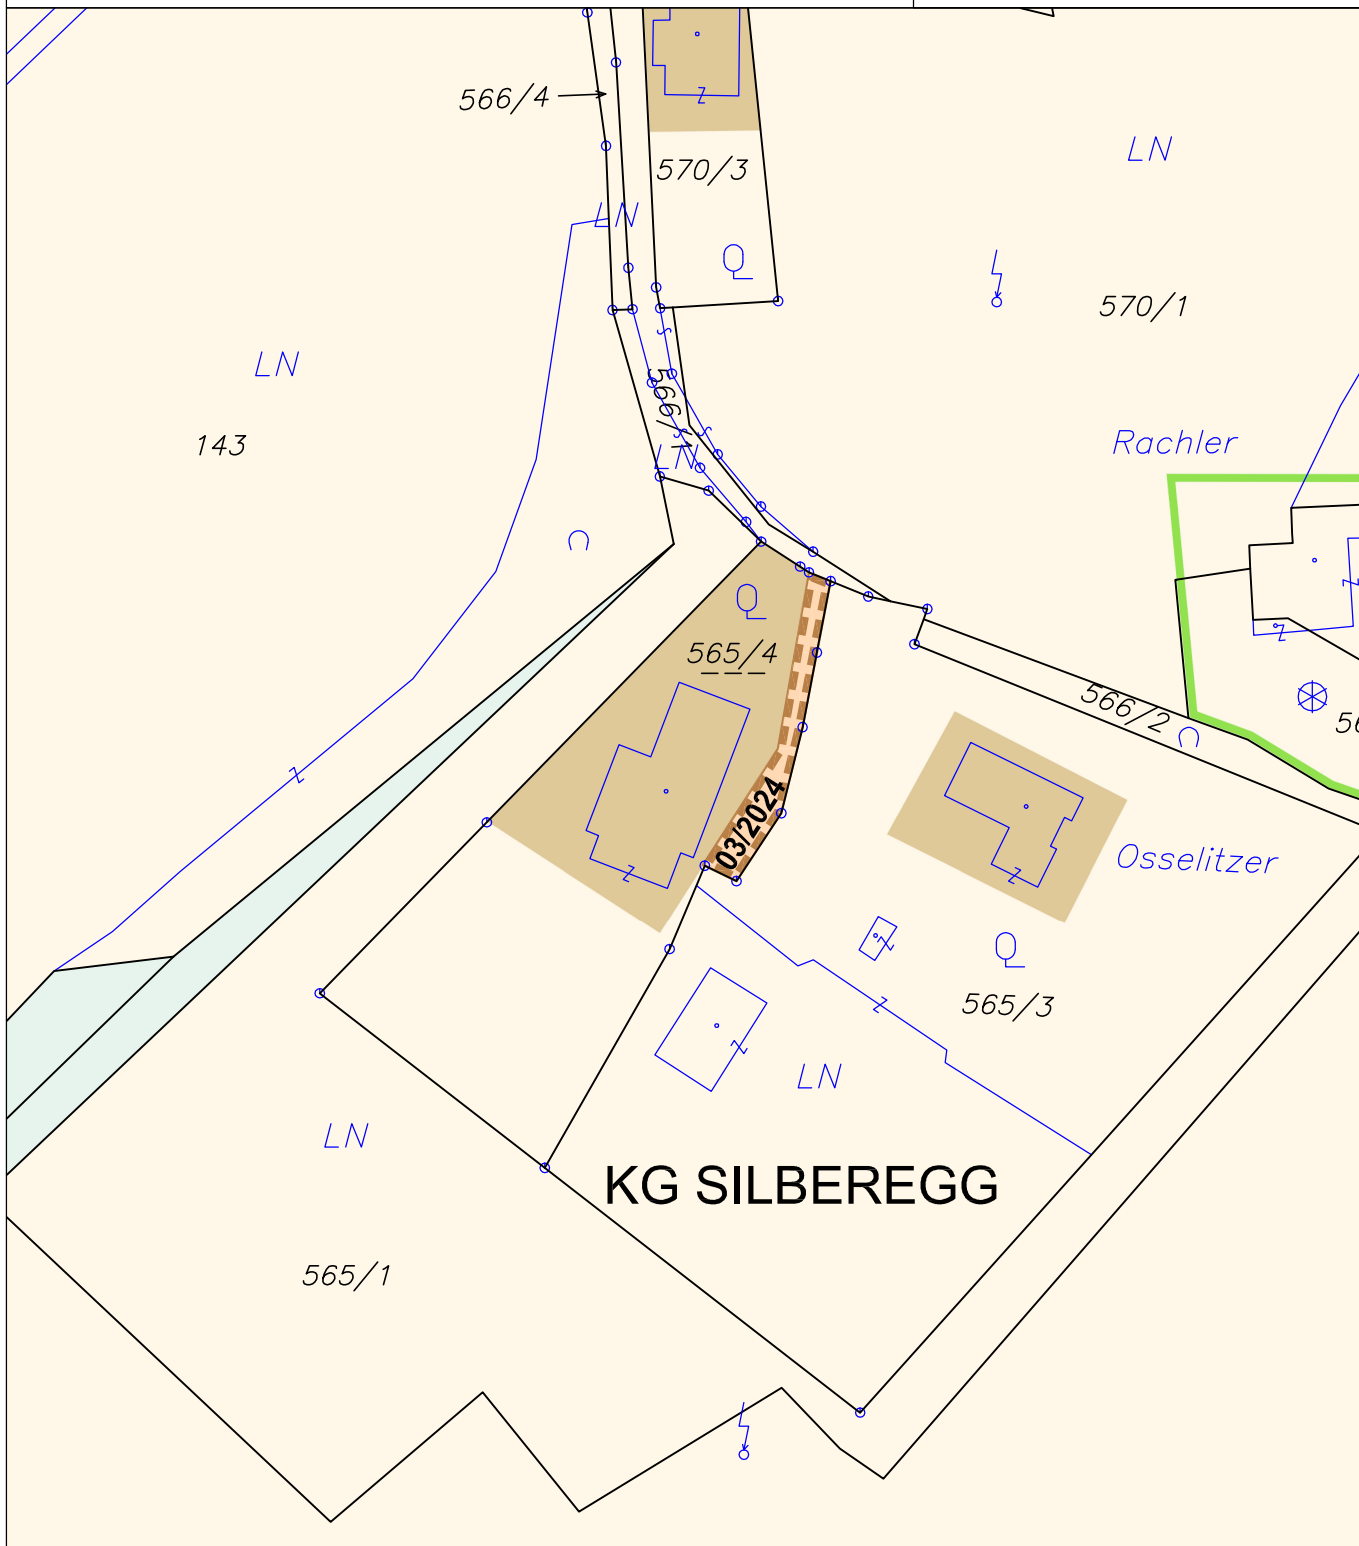 566/4
570/3
LN
LN
Q
570/1
LN
143
566/1
LN
Rachler
Q
565/4
566/2
56
03/2024
Osselitzer
Q
565/3
LN
LN
KG SILBEREGG
565/1